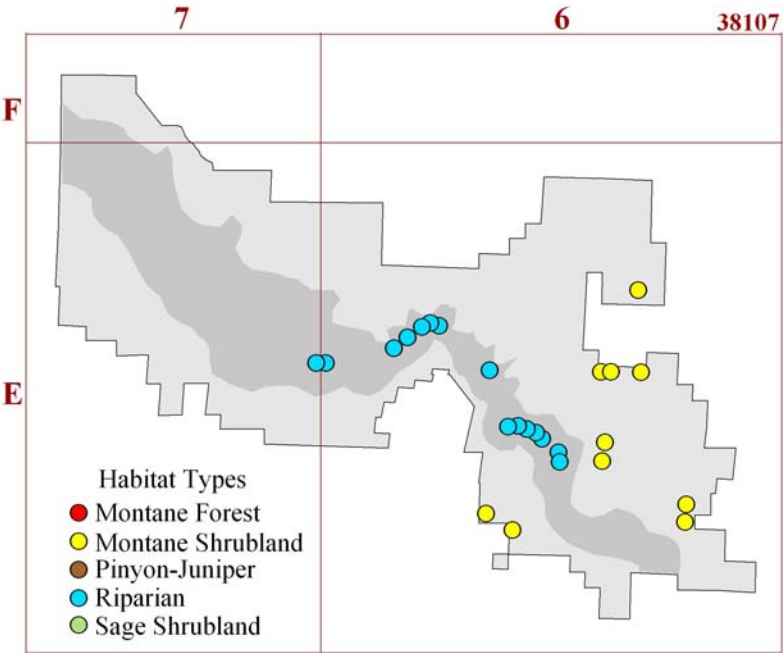 7 6 38107
F
E
Habitat Types
Montane Forest
Montane Shrubland
Pinyon-Juniper
Riparian
Sage Shrubland